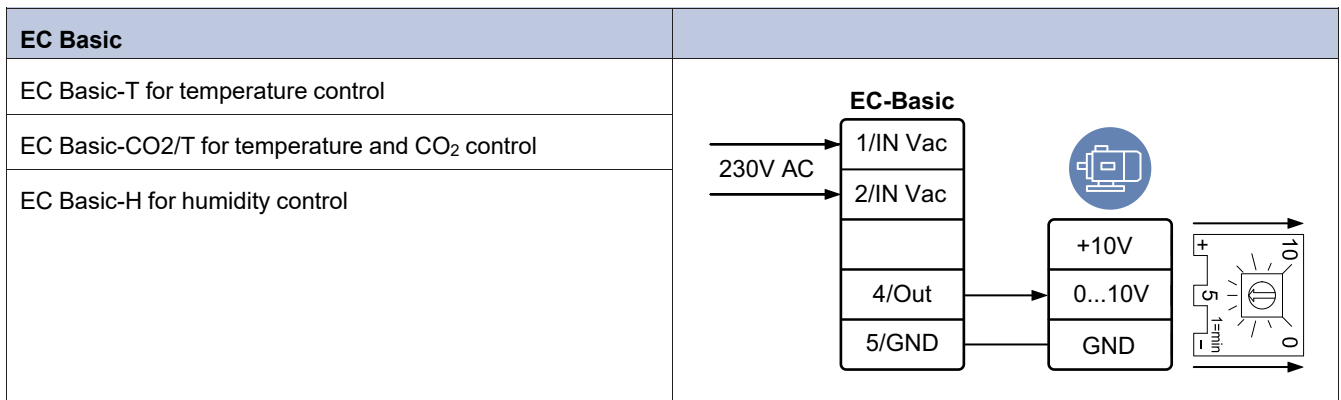 EC Basic
EC Basic-T for temperature control
EC Basic-CO2/T for temperature and CO₂ control
EC Basic-H for humidity control
EC-Basic
1/IN Vac
230V AC
2/IN Vac
4/Out
5/GND
+10V
0...10V
GND
+
10
5
1=min
-
0